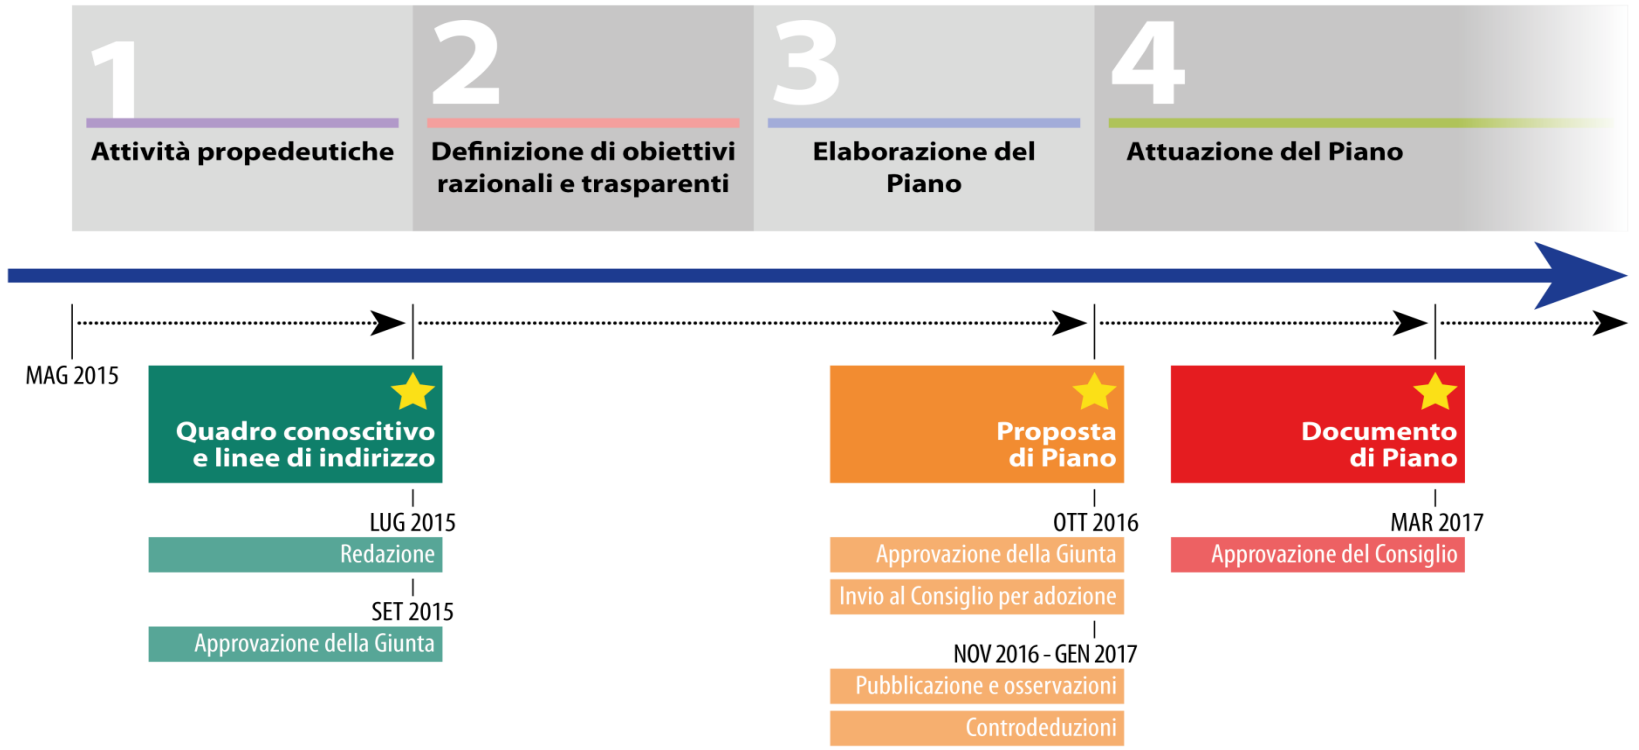 1
Attività propedeutiche
2
Definizione di obiettivi
razionali e trasparenti
3
Elaborazione del
Piano
4
Attuazione del Piano
MAG 2015
Quadro conoscitivo
e linee di indirizzo
LUG 2015
Redazione
SET 2015
Approvazione della Giunta
Proposta
di Piano
OTT 2016
Approvazione della Giunta
Invio al Consiglio per adozione
NOV 2016 - GEN 2017
Pubblicazione e osservazioni
Controdeduzioni
Documento
di Piano
MAR 2017
Approvazione del Consiglio